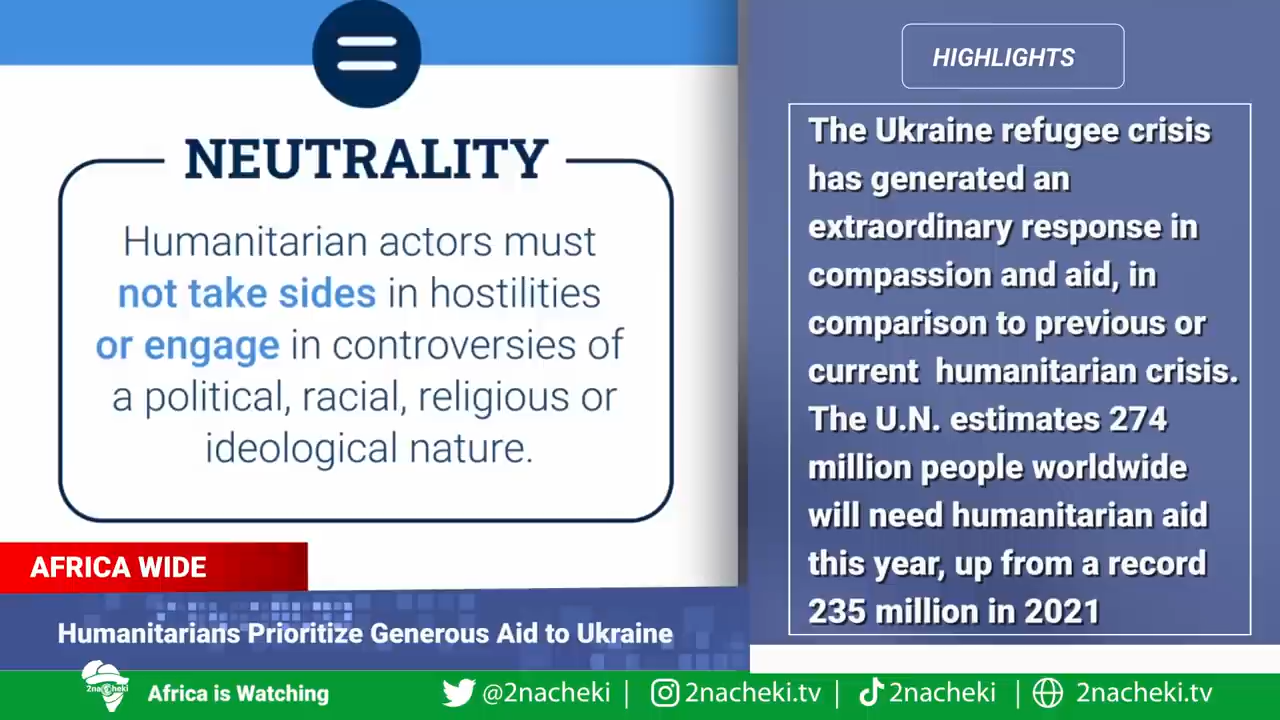 NEUTRALITY
Humanitarian actors must
not take sides in hostilities
or engage in controversies of
a political, racial, religious or
ideological nature.
HIGHLIGHTS
The Ukraine refugee crisis
has generated an
extraordinary response in
compassion and aid, in
comparison to previous or
current humanitarian crisis.
The U.N. estimates 274
million people worldwide
will need humanitarian aid
this year, up from a record
235 million in 2021
AFRICA WIDE
Humanitarians Prioritize Generous Aid to Ukraine
2nacheki
Africa is Watching
@2nacheki | 2nacheki.tv | 2nacheki | 2nacheki.tv